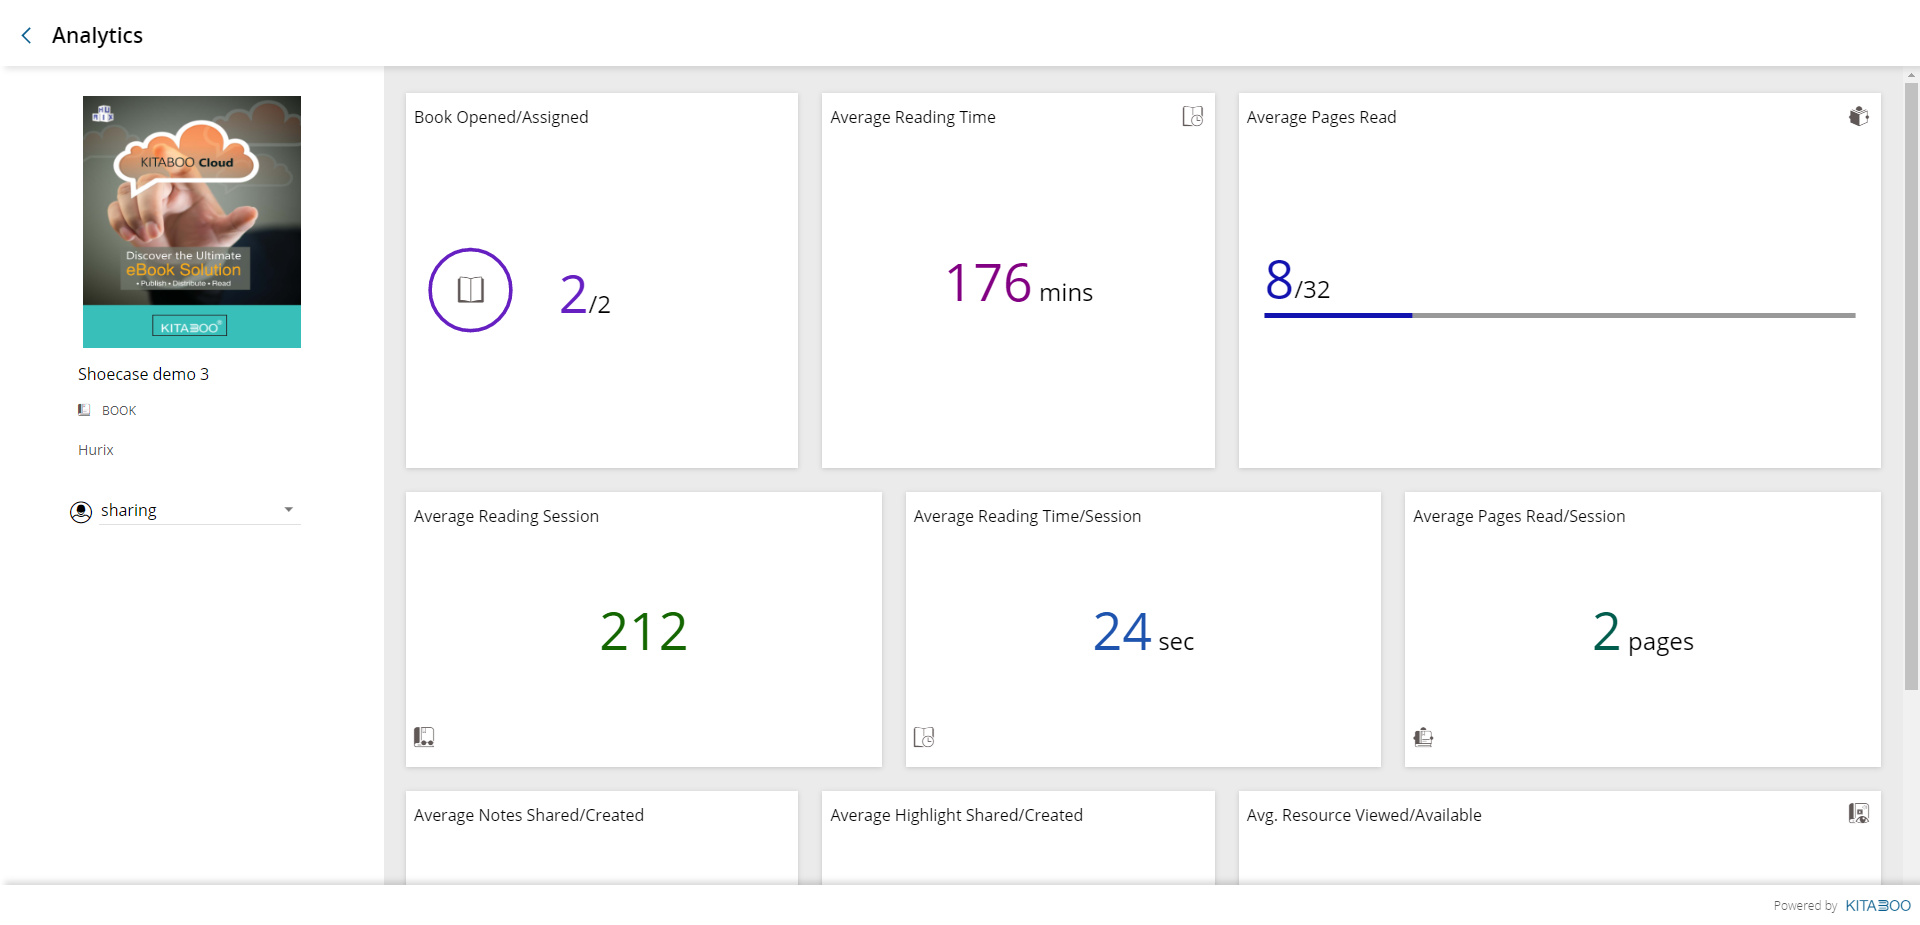 Analytics
HURIX
KITABOO Cloud
Discover the Ultimate
eBook Solution
• Publish • Distribute • Read
KITABOO®
Shoecase demo 3
BOOK
Hurix
sharing
Book Opened/Assigned
2/2
Average Reading Time
176 mins
Average Pages Read
8/32
Average Reading Session
212
Average Reading Time/Session
24 sec
Average Pages Read/Session
2 pages
Average Notes Shared/Created
Average Highlight Shared/Created
Avg. Resource Viewed/Available
Powered by KITABOO